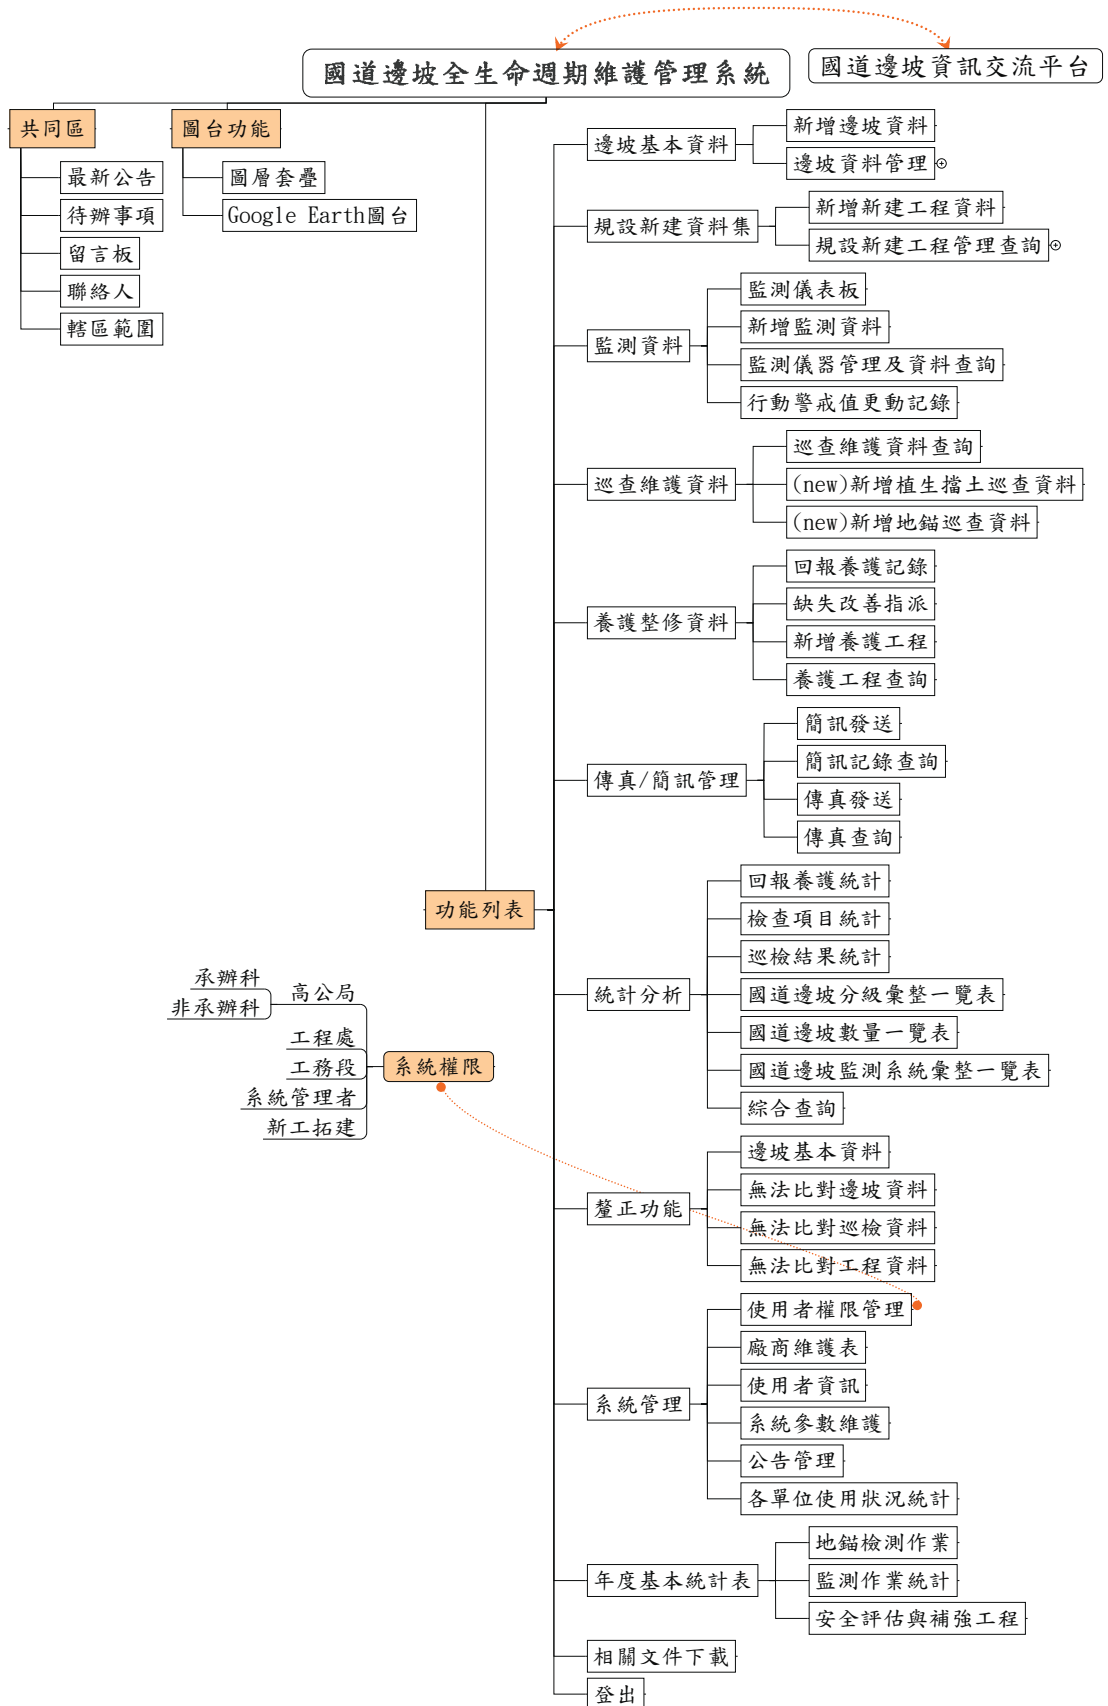 國道邊坡全生命週期維護管理系統
國道邊坡資訊交流平台
共同區
最新公告
待辦事項
留言板
聯絡人
轄區範圍
圖台功能
圖層套疊
Google Earth圖台
功能列表
邊坡基本資料
新增邊坡資料
邊坡資料管理
規設新建資料集
新增新建工程資料
規設新建工程管理查詢
監測資料
監測儀表板
新增監測資料
監測儀器管理及資料查詢
行動警戒值更動記錄
巡查維護資料
巡查維護資料查詢
(new)新增植生擋土巡查資料
(new)新增地錨巡查資料
養護整修資料
回報養護記錄
缺失改善指派
新增養護工程
養護工程查詢
傳真/簡訊管理
簡訊發送
簡訊記錄查詢
傳真發送
傳真查詢
統計分析
回報養護統計
檢查項目統計
巡檢結果統計
國道邊坡分級彙整一覽表
國道邊坡數量一覽表
國道邊坡監測系統彙整一覽表
綜合查詢
釐正功能
邊坡基本資料
無法比對邊坡資料
無法比對巡檢資料
無法比對工程資料
系統管理
使用者權限管理
廠商維護表
使用者資訊
系統參數維護
公告管理
各單位使用狀況統計
年度基本統計表
地錨檢測作業
監測作業統計
安全評估與補強工程
相關文件下載
登出
系統權限
高公局
承辦科
非承辦科
工程處
工務段
系統管理者
新工拓建